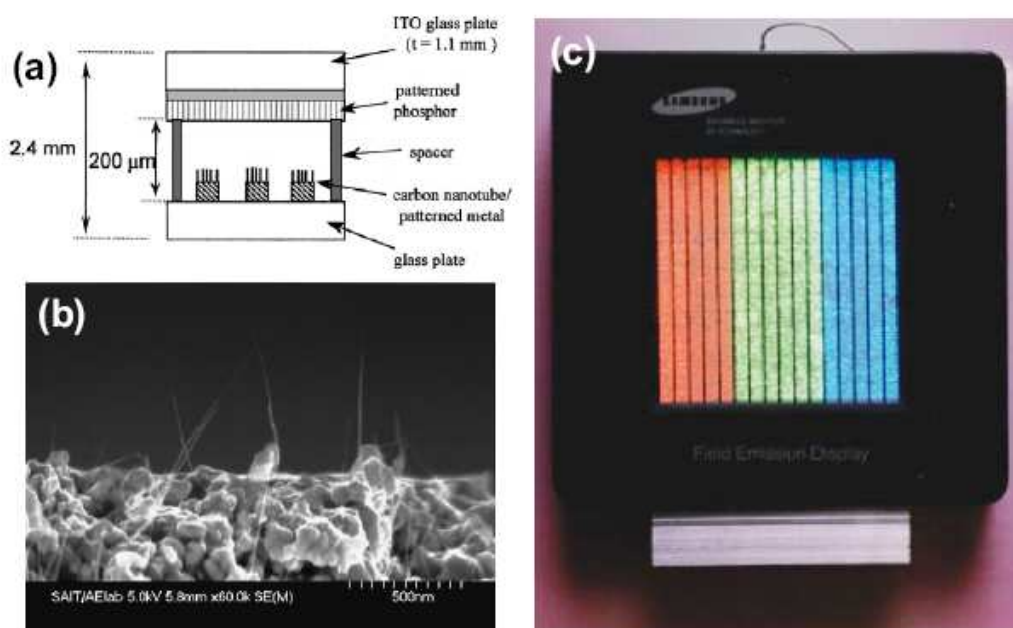 (a)
ITO glass plate
(t = 1.1 mm )
patterned
phosphor
2.4 mm
200 μm
spacer
carbon nanotube/
patterned metal
glass plate
(b)
SAIT/AElab 5.0kV 5.8mm x60.0k SE(M)
500nm
(c)
SAMSUNG
Field Emission Display